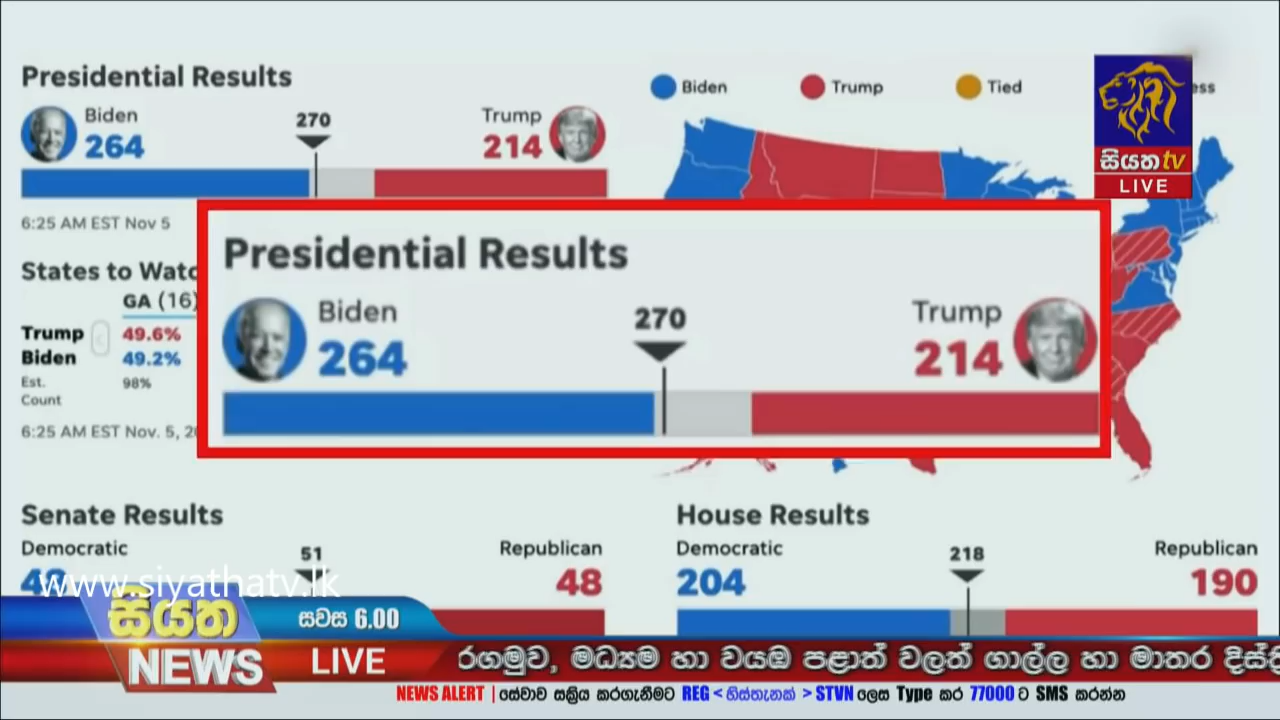 Presidential Results
Biden
264
270
Trump
214
6:25 AM EST Nov 5
Biden
Trump
Tied
සියත tv
LIVE
States to Watc
GA (16)
Trump 49.6%
Biden 49.2%
Est. Count 98%
6:25 AM EST Nov. 5, 2
Presidential Results
Biden
264
270
Trump
214
Senate Results
Democratic
51
Republican
48
House Results
Democratic
204
218
Republican
190
www.siyathatv.lk
සියත
NEWS
සවස 6.00
LIVE
රගමුව, මධ්‍යම හා වයඹ පළාත් වලත් ගාල්ල හා මාතර
NEWS ALERT | සේවාව සක්‍රිය කරගැනීමට REG < හිස්තැනක් > STVN ලෙස Type කර 77000 ට SMS කරන්න